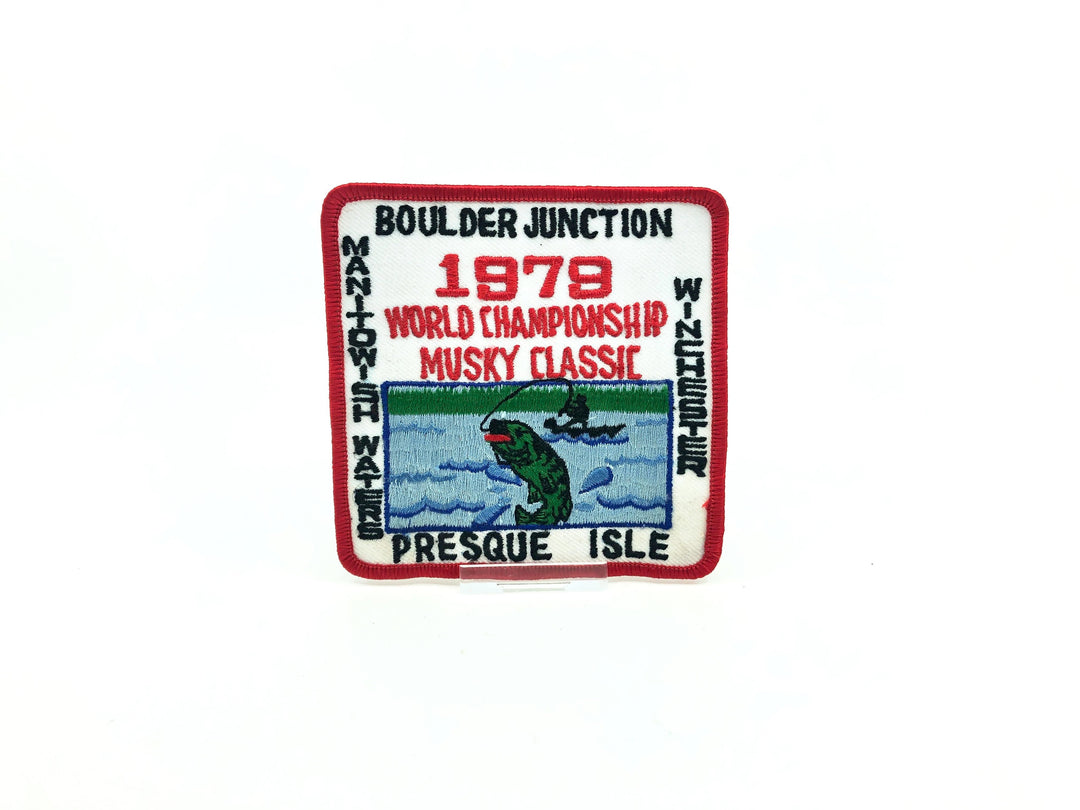 BOULDER JUNCTION
1979
WORLD CHAMPIONSHIP
MUSKY CLASSIC
MANITOWISH WATERS
WINCHESTER
PRESQUE ISLE